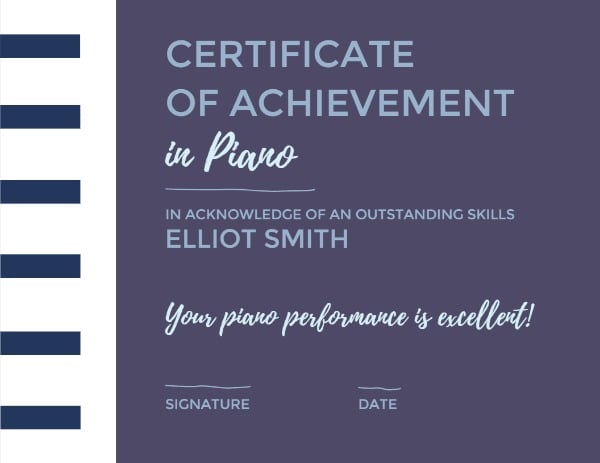 CERTIFICATE
OF ACHIEVEMENT
in Piano
IN ACKNOWLEDGE OF AN OUTSTANDING SKILLS
ELLIOT SMITH
Your piano performance is excellent!
SIGNATURE
DATE